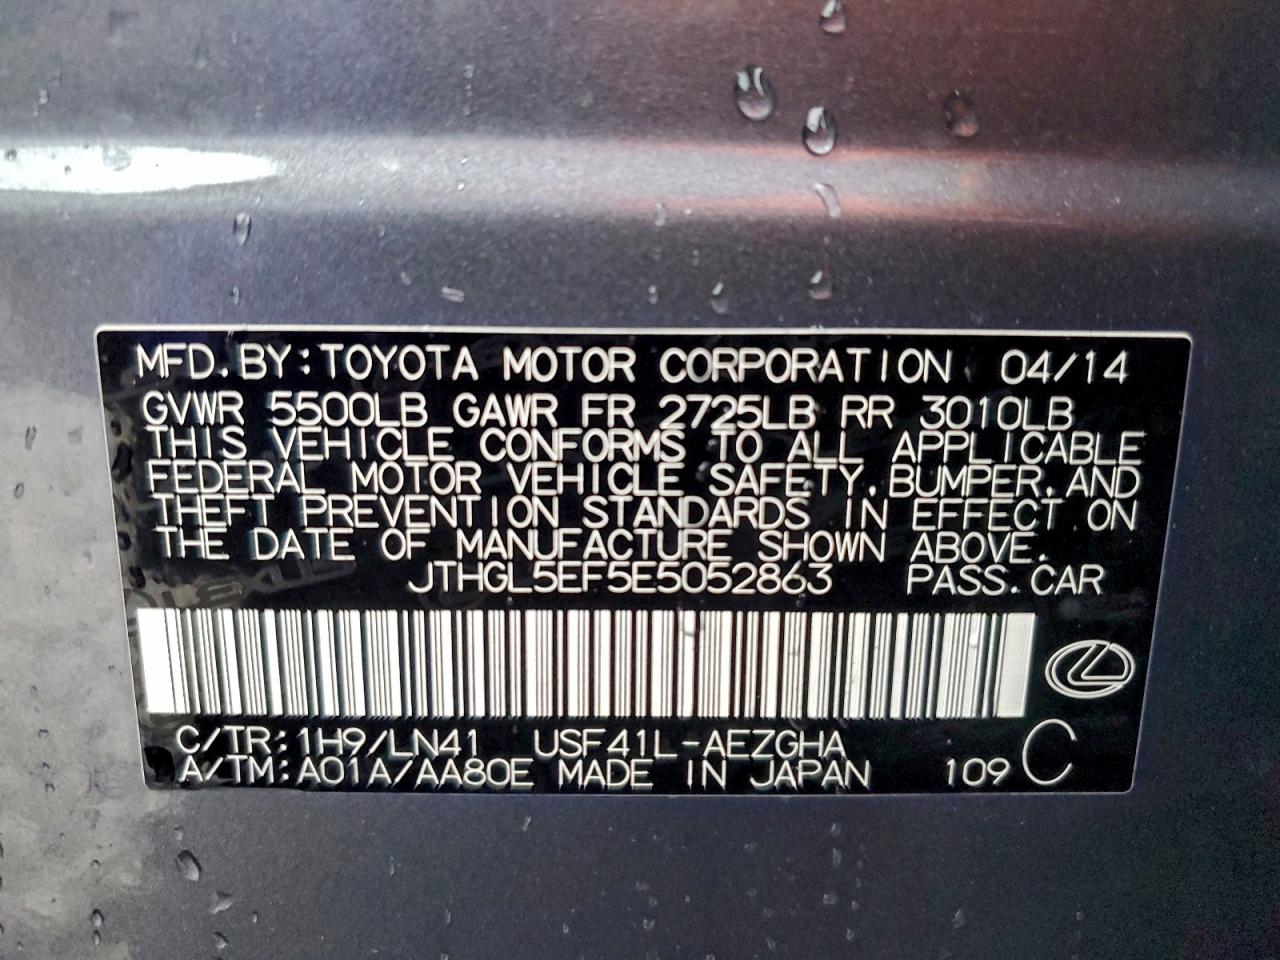 MFD.BY:TOYOTA MOTOR CORPORATION 04/14
GVWR 5500LB GAWR FR 2725LB RR 3010LB
THIS VEHICLE CONFORMS TO ALL APPLICABLE
FEDERAL MOTOR VEHICLE SAFETY,BUMPER,AND
THEFT PREVENTION STANDARDS IN EFFECT ON
THE DATE OF MANUFACTURE SHOWN ABOVE.
JTHGL5EF5E5052863 PASS.CAR
C/TR:1H9/LN41 USF41L-AEZGHA
A/TM:A01A/AA80E MADE IN JAPAN 109 C